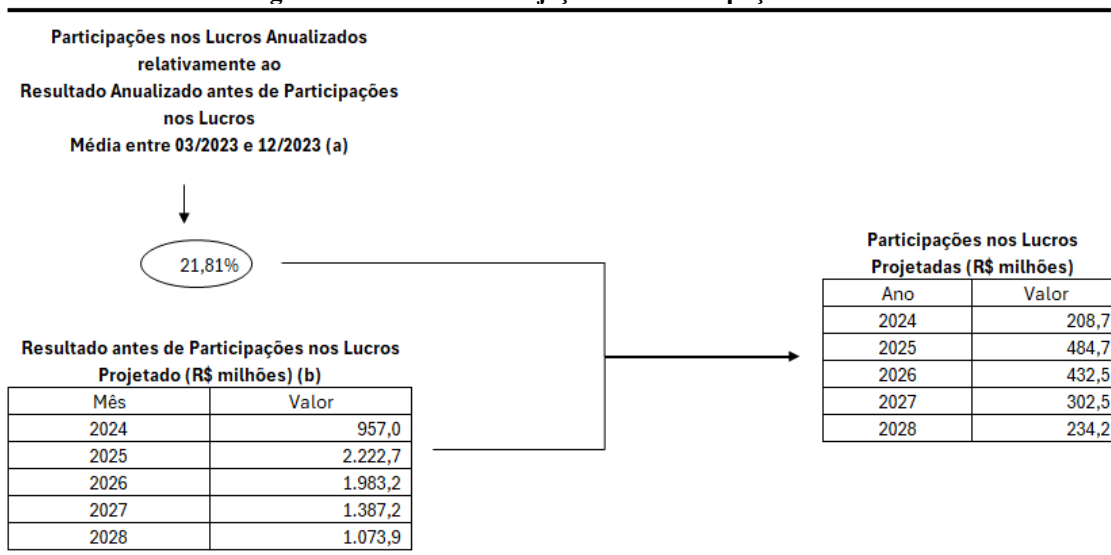 Participações nos Lucros Anualizados
relativamente ao
Resultado Anualizado antes de Participações
nos Lucros
Média entre 03/2023 e 12/2023 (a)
21,81%
Resultado antes de Participações nos Lucros
Projetado (R$ milhões) (b)
Mês Valor
2024 957,0
2025 2.222,7
2026 1.983,2
2027 1.387,2
2028 1.073,9
Participações nos Lucros
Projetadas (R$ milhões)
Ano Valor
2024 208,7
2025 484,7
2026 432,5
2027 302,5
2028 234,2